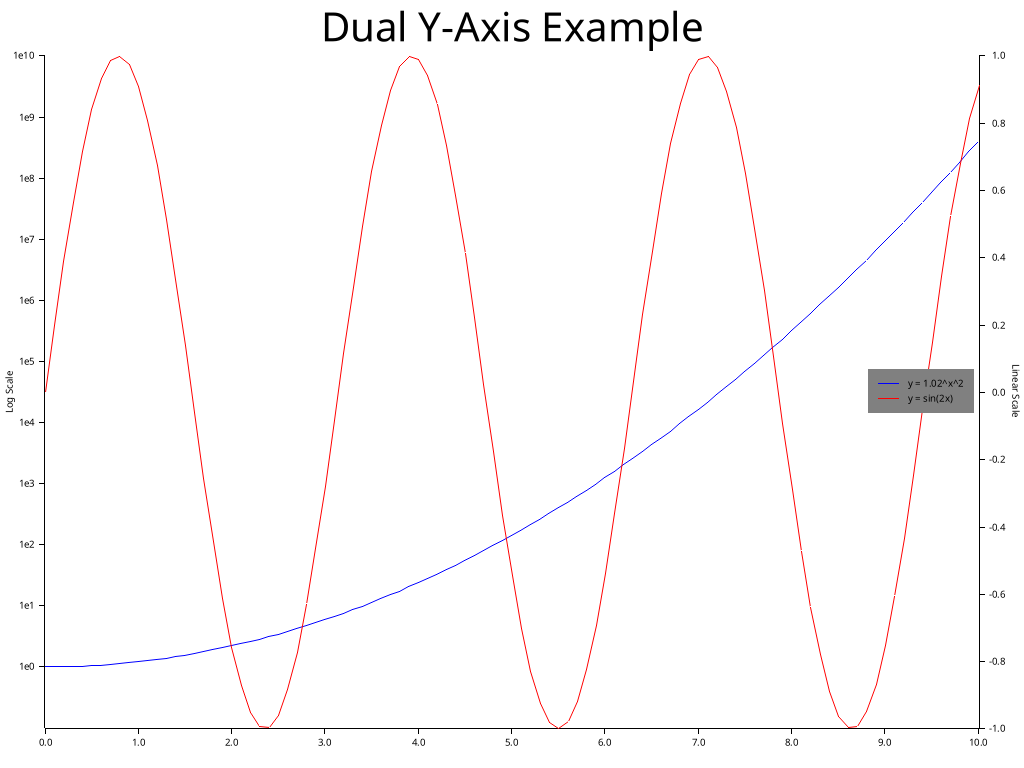 Dual Y-Axis Example
1e10
1e9
1e8
1e7
1e6
1e5
1e4
1e3
1e2
1e1
1e0
Log Scale
1.0
0.8
0.6
0.4
0.2
0.0
-0.2
-0.4
-0.6
-0.8
-1.0
Linear Scale
y = 1.02^x^2
y = sin(2x)
0.0 1.0 2.0 3.0 4.0 5.0 6.0 7.0 8.0 9.0 10.0